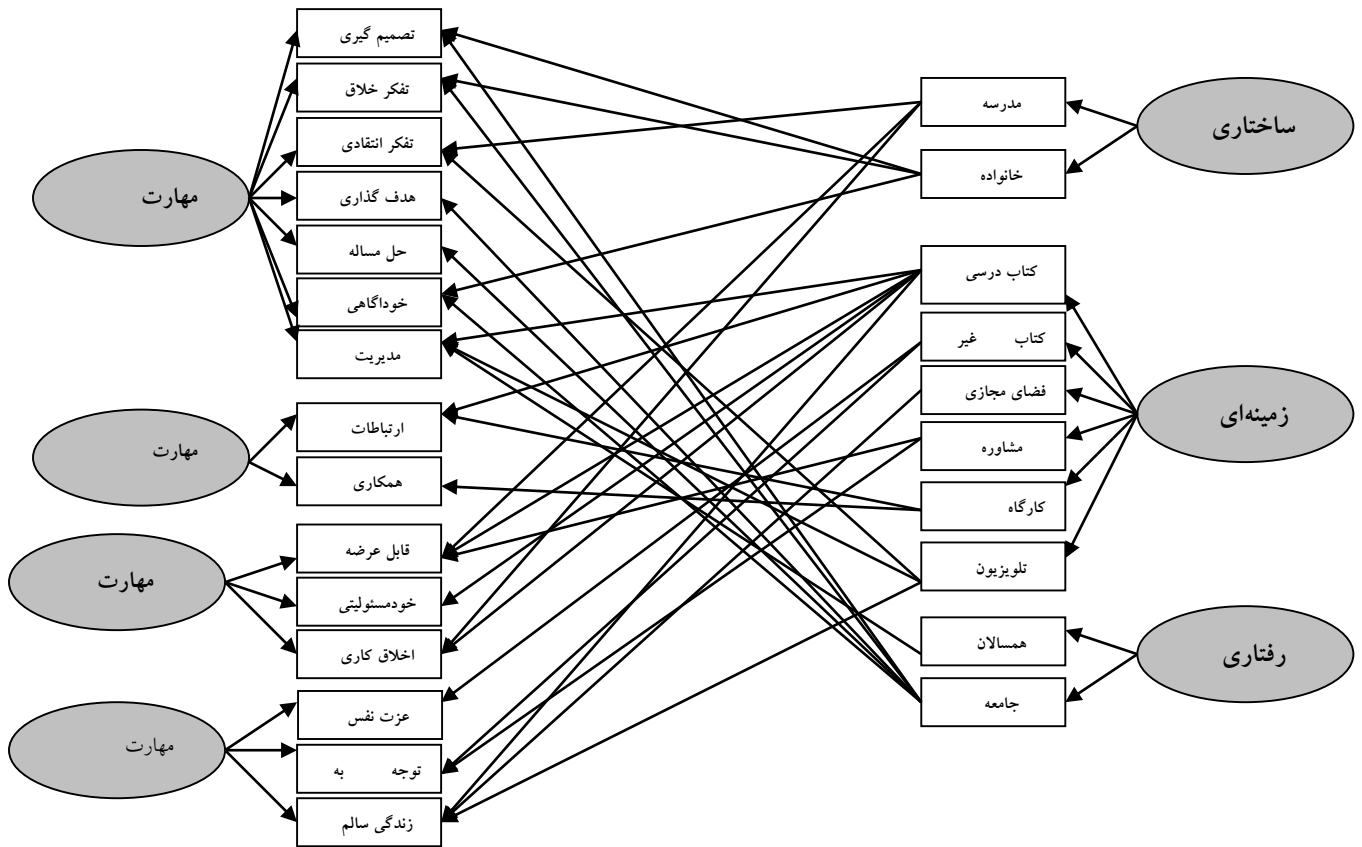 ساختاری
زمینه‌ای
رفتاری
مدرسه
خانواده
کتاب درسی
کتاب غیر
فضای مجازی
مشاوره
کارگاه
تلویزیون
همسالان
جامعه
تصمیم گیری
تفکر خلاق
تفکر انتقادی
هدف گذاری
حل مساله
خوداگاهی
مدیریت
ارتباطات
همکاری
قابل عرضه
خودمسئولیتی
اخلاق کاری
عزت نفس
توجه به
زندگی سالم
مهارت
مهارت
مهارت
مهارت